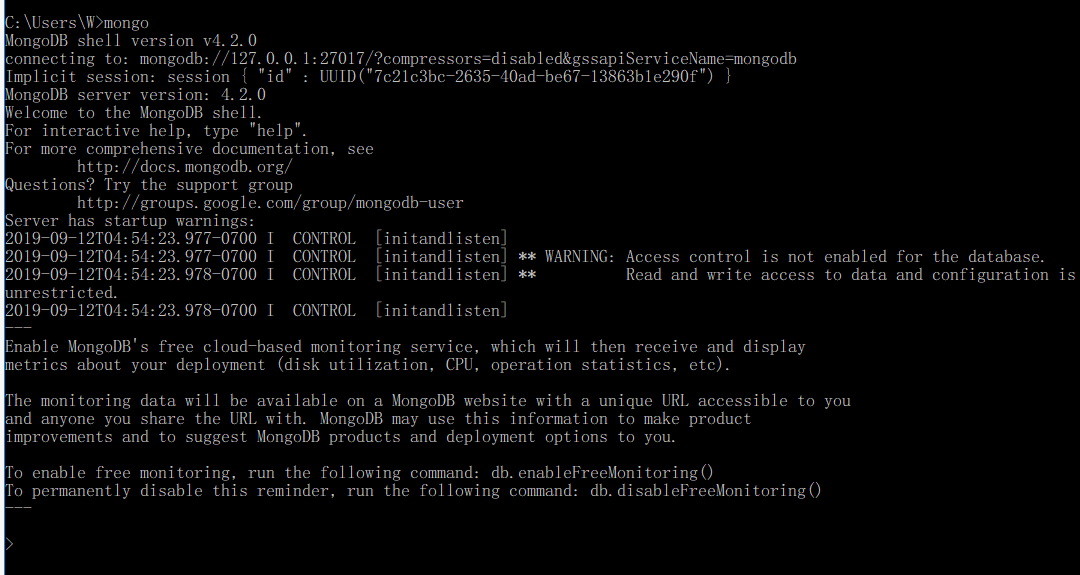 C:\Users\W>mongo
MongoDB shell version v4.2.0
connecting to: mongodb://127.0.0.1:27017/?compressors=disabled&gssapiServiceName=mongodb
Implicit session: session { "id" : UUID("7c21c3bc-2635-40ad-be67-13863b1e290f") }
MongoDB server version: 4.2.0
Welcome to the MongoDB shell.
For interactive help, type "help".
For more comprehensive documentation, see
        http://docs.mongodb.org/
Questions? Try the support group
        http://groups.google.com/group/mongodb-user
Server has startup warnings:
2019-09-12T04:54:23.977-0700 I  CONTROL  [initandlisten]
2019-09-12T04:54:23.977-0700 I  CONTROL  [initandlisten] ** WARNING: Access control is not enabled for the database.
2019-09-12T04:54:23.978-0700 I  CONTROL  [initandlisten] **          Read and write access to data and configuration is
unrestricted.
2019-09-12T04:54:23.978-0700 I  CONTROL  [initandlisten]
---
Enable MongoDB's free cloud-based monitoring service, which will then receive and display
metrics about your deployment (disk utilization, CPU, operation statistics, etc).

The monitoring data will be available on a MongoDB website with a unique URL accessible to you
and anyone you share the URL with. MongoDB may use this information to make product
improvements and to suggest MongoDB products and deployment options to you.

To enable free monitoring, run the following command: db.enableFreeMonitoring()
To permanently disable this reminder, run the following command: db.disableFreeMonitoring()
---

>